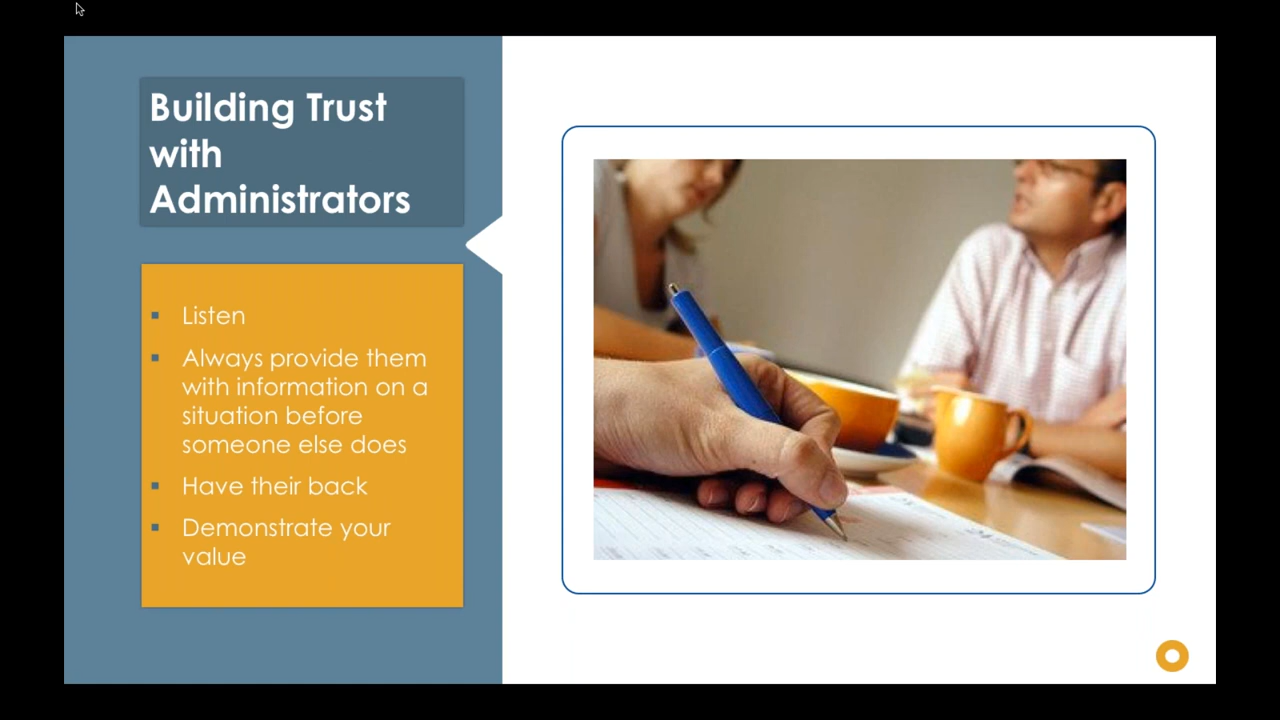 Building Trust
with
Administrators
▪ Listen
▪ Always provide them
with information on a
situation before
someone else does
▪ Have their back
▪ Demonstrate your
value